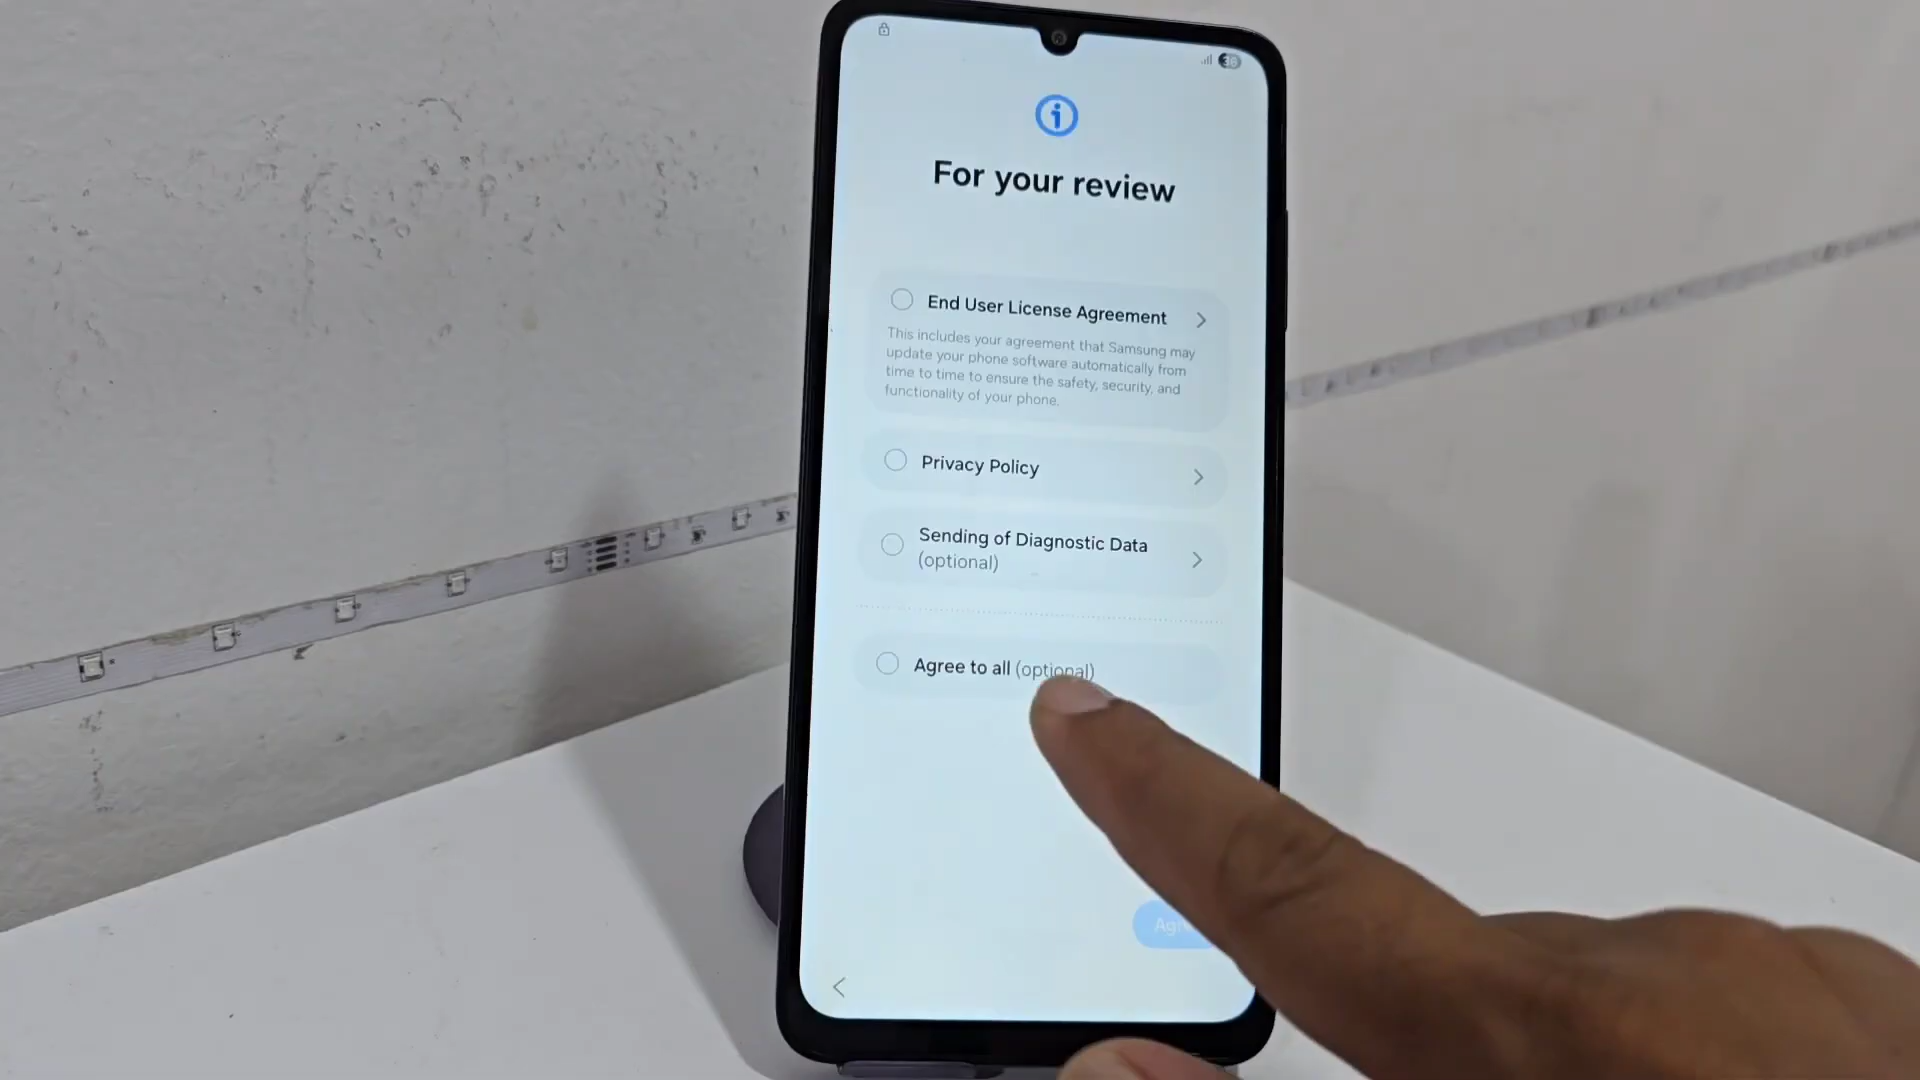 For your review
End User License Agreement
This includes your agreement that Samsung may
update your phone software automatically from
time to time to ensure the safety, security, and
functionality of your phone.
Privacy Policy
Sending of Diagnostic Data
(optional)
Agree to all (optional)